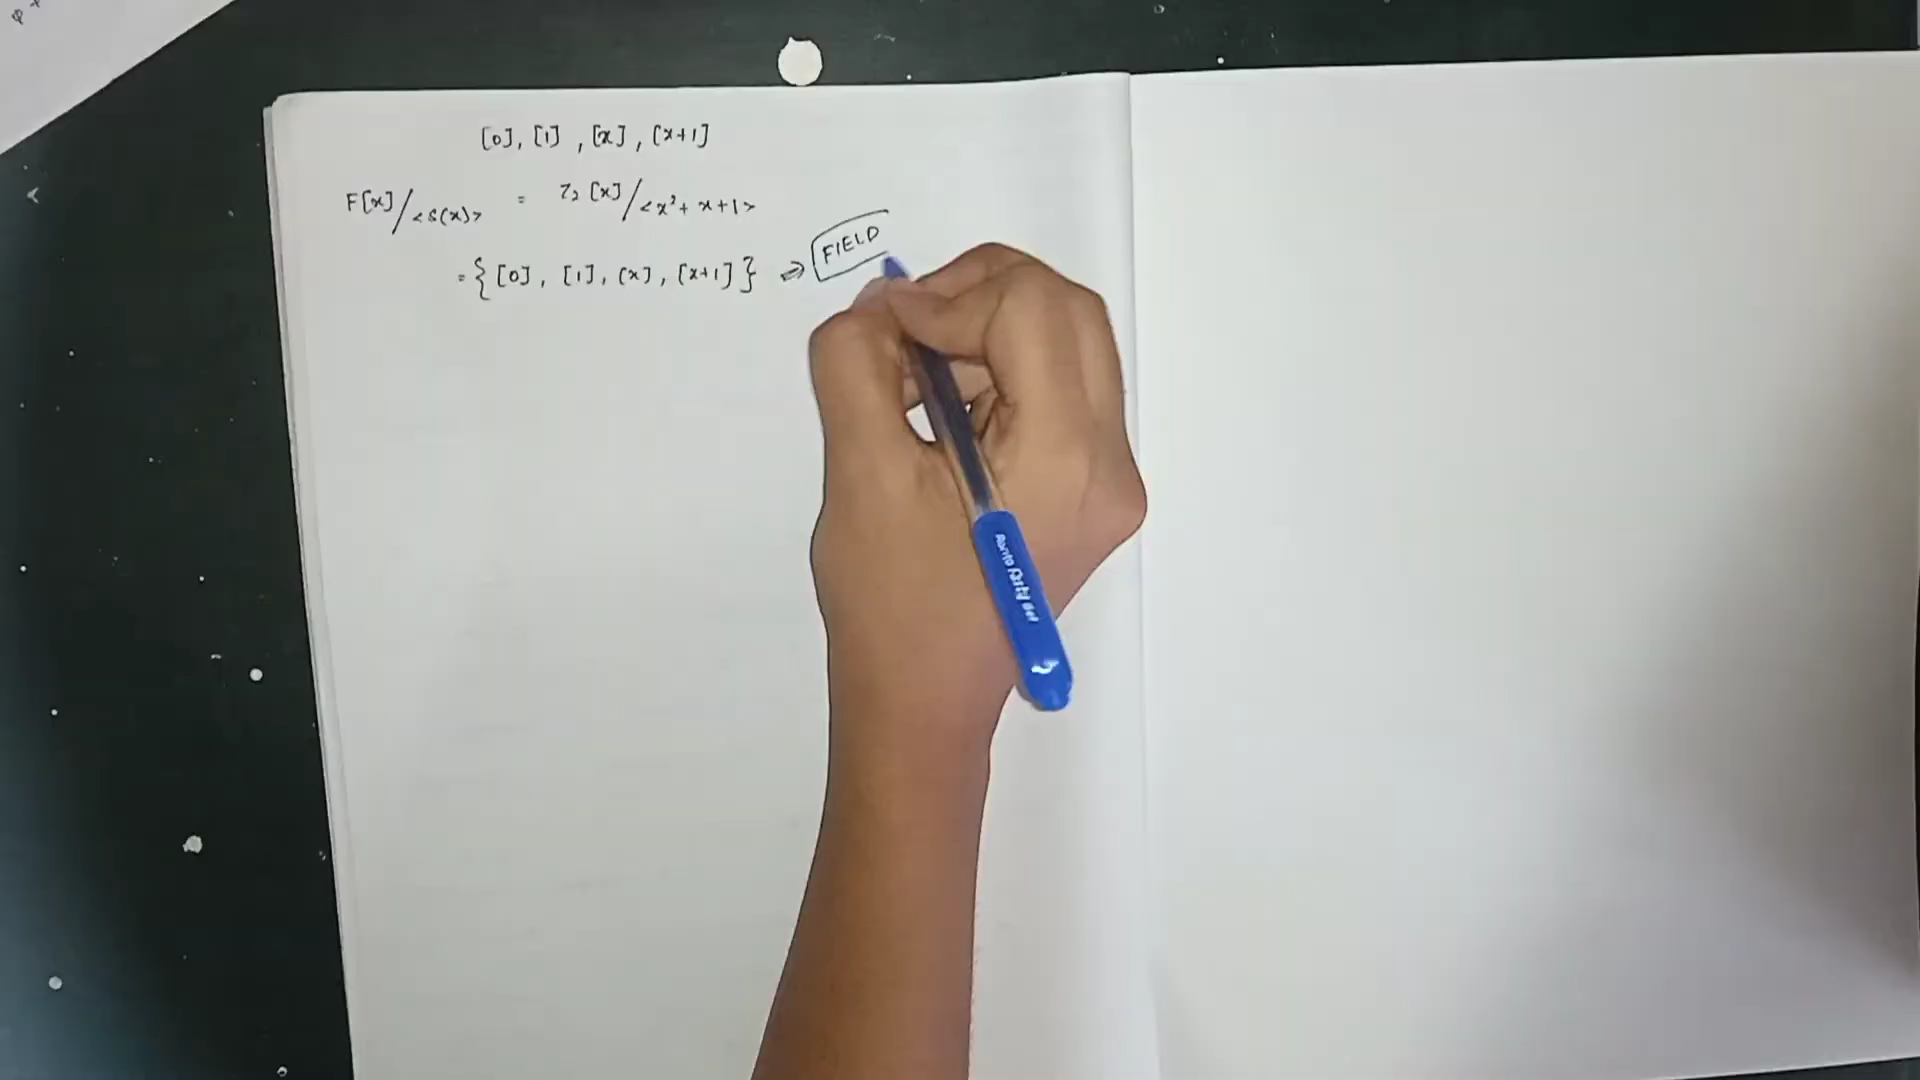 [0], [1], [x], [x+1]
F[x]/<s(x)> = Z2[x]/<x²+x+1>
= {[0], [1], [x], [x+1]} ⇒ FIELD